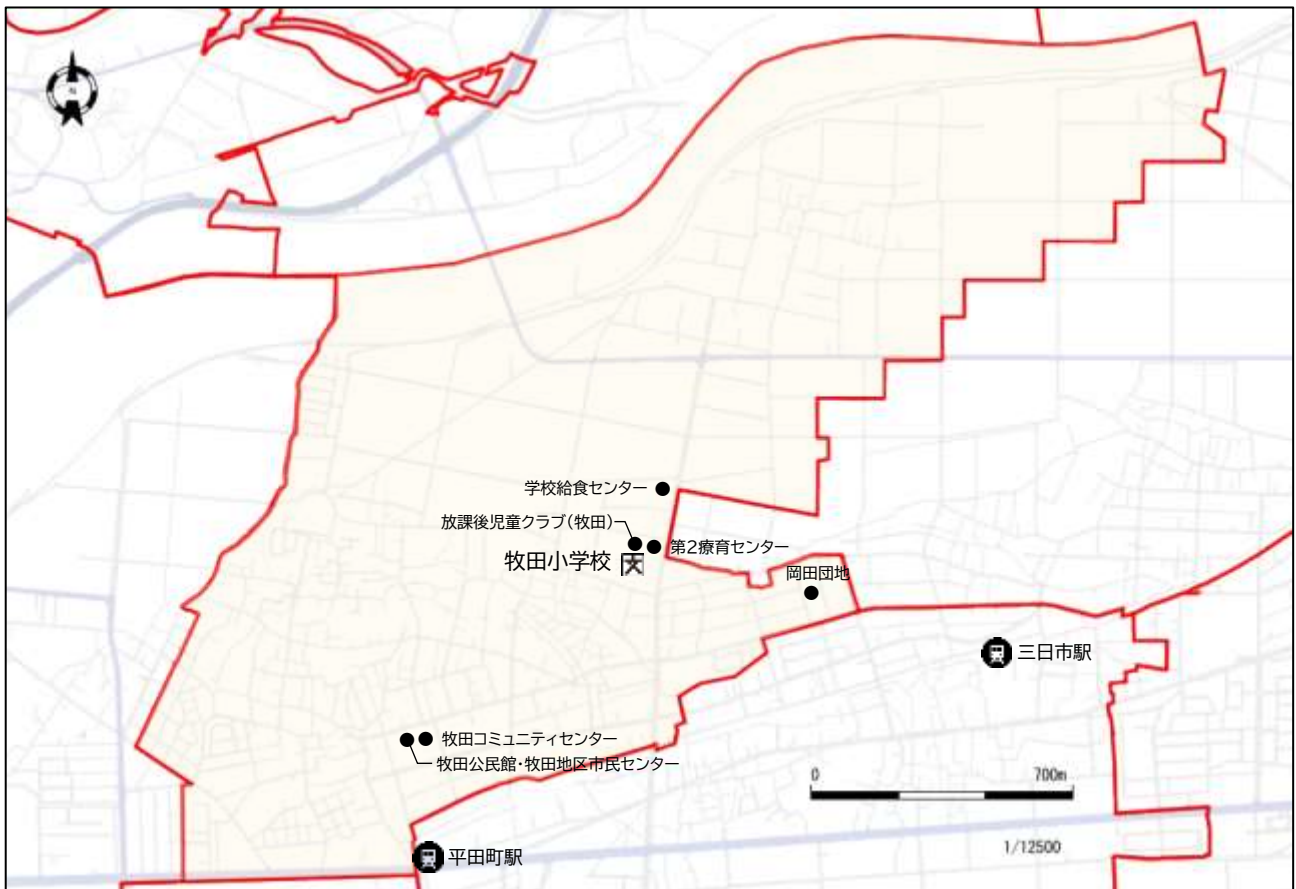 学校給食センター
放課後児童クラブ(牧田)
牧田小学校 文
第2療育センター
岡田団地
三日市駅
牧田コミュニティセンター
牧田公民館・牧田地区市民センター
0 700m
1/12500
平田町駅